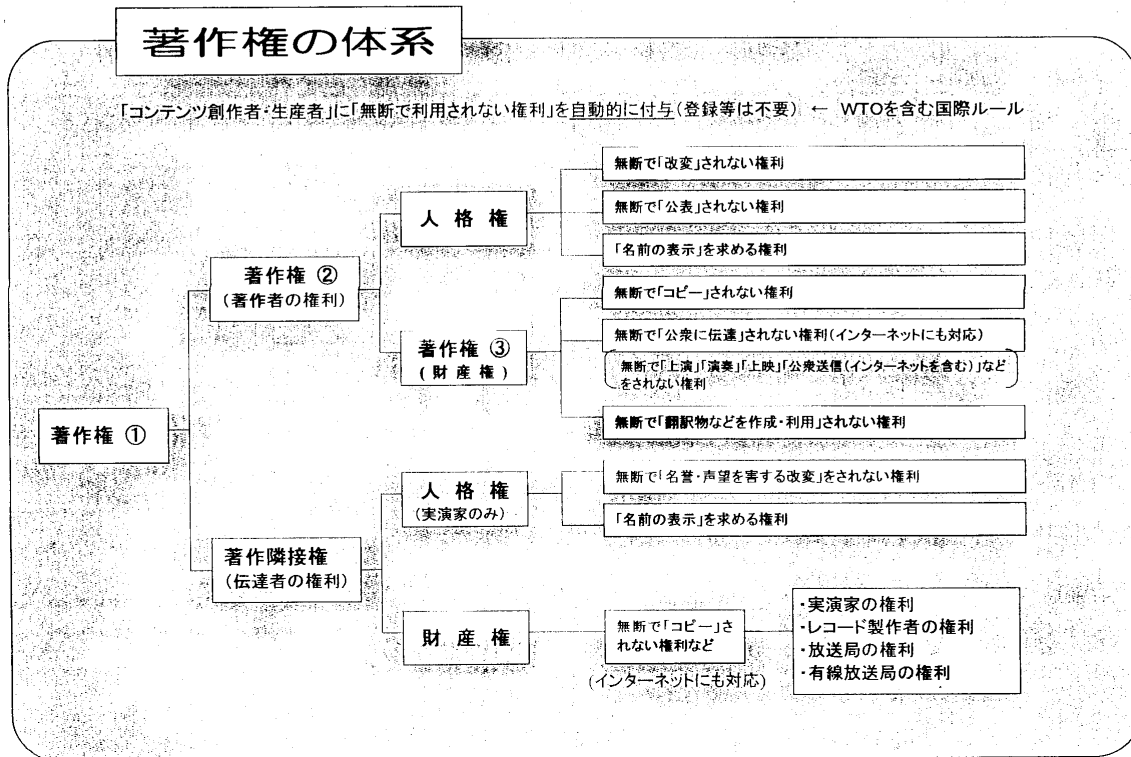 著作権の体系
「コンテンツ創作者・生産者」に「無断で利用されない権利」を自動的に付与(登録等は不要) ← WTOを含む国際ルール
無断で「改変」されない権利
人格権
無断で「公表」されない権利
「名前の表示」を求める権利
著作権 ②
(著作者の権利)
無断で「コピー」されない権利
著作権 ③
(財産権)
無断で「公衆に伝達」されない権利(インターネットにも対応)
無断で「上演」「演奏」「上映」「公衆送信(インターネットを含む)」など
をされない権利
無断で「翻訳物などを作成・利用」されない権利
著作権 ①
人格権
(実演家のみ)
無断で「名誉・声望を害する改変」をされない権利
「名前の表示」を求める権利
著作隣接権
(伝達者の権利)
財産権
無断で「コピー」さ
れない権利など
(インターネットにも対応)
・実演家の権利
・レコード製作者の権利
・放送局の権利
・有線放送局の権利